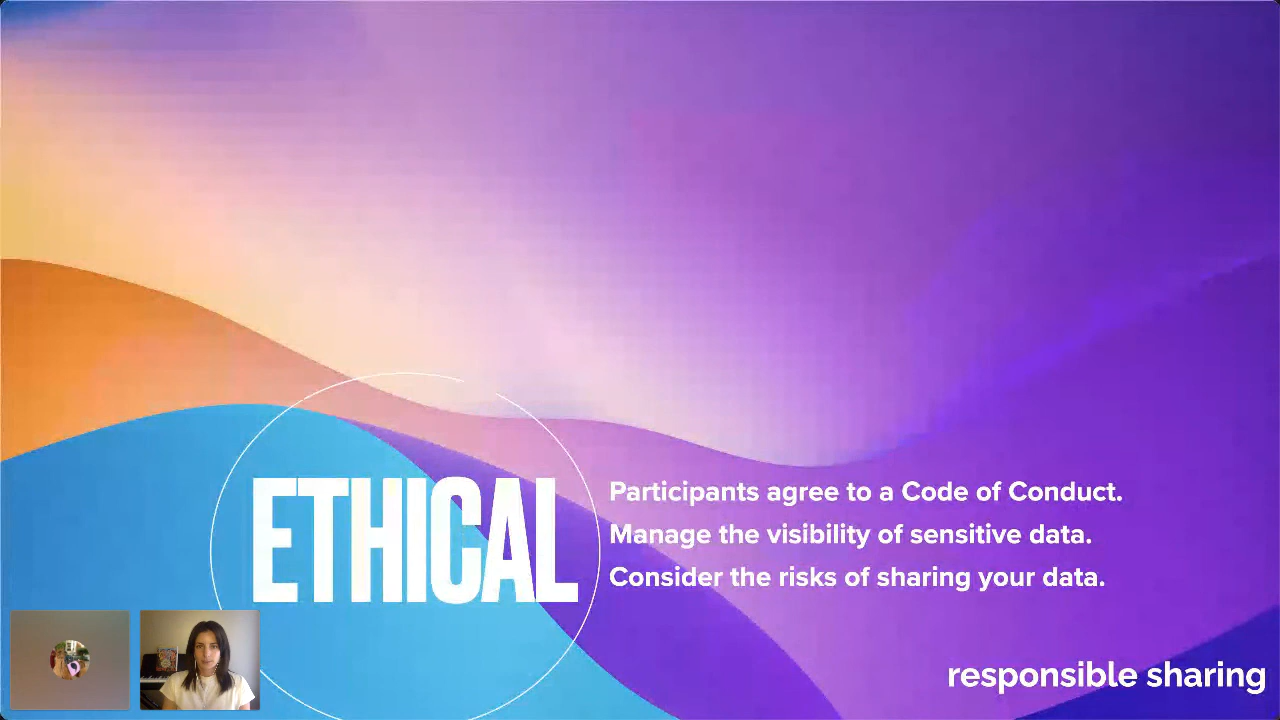 ETHICAL
Participants agree to a Code of Conduct.
Manage the visibility of sensitive data.
Consider the risks of sharing your data.
responsible sharing